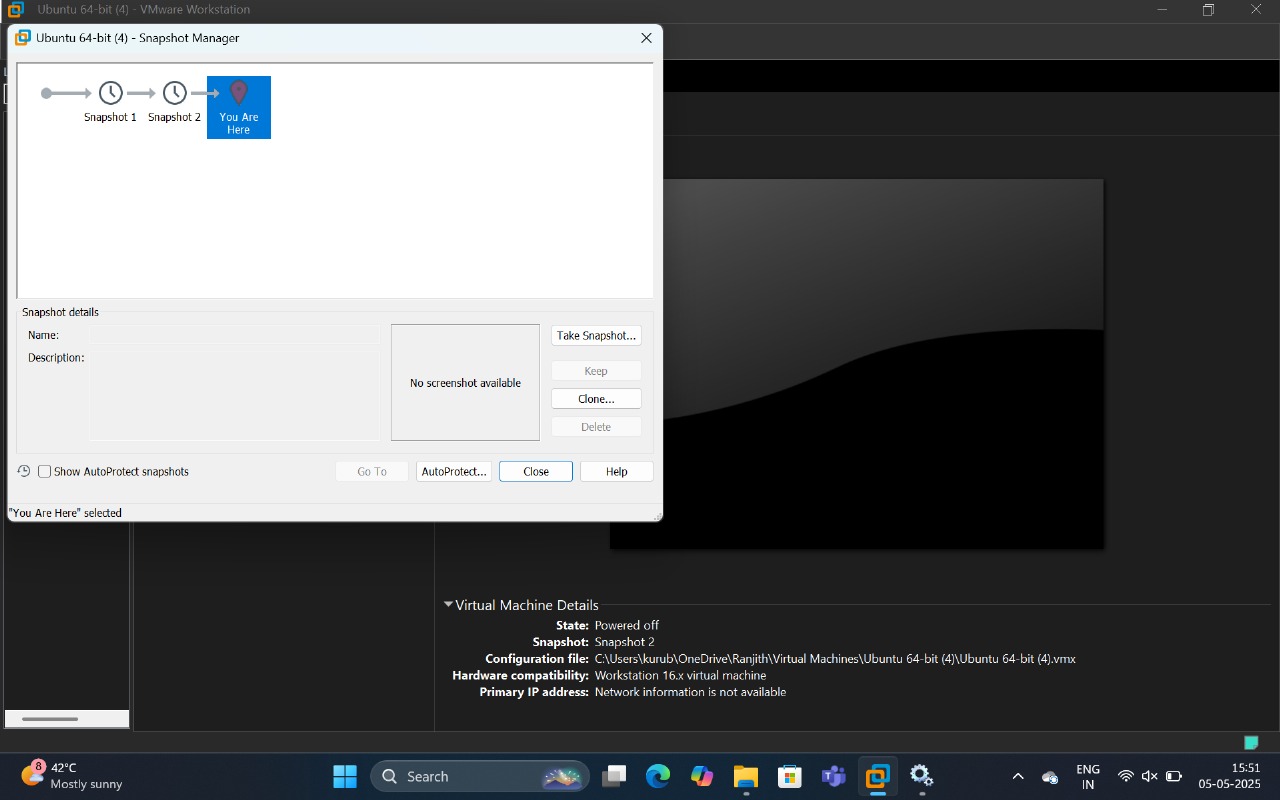 Ubuntu 64-bit (4) - VMware Workstation
Ubuntu 64-bit (4) - Snapshot Manager
Snapshot 1
Snapshot 2
You Are
Here
Snapshot details
Name:
Description:
No screenshot available
Take Snapshot...
Keep
Clone...
Delete
Show AutoProtect snapshots
Go To
AutoProtect...
Close
Help
"You Are Here" selected
Virtual Machine Details
State: Powered off
Snapshot: Snapshot 2
Configuration file: C:\Users\kurub\OneDrive\Ranjith\Virtual Machines\Ubuntu 64-bit (4)\Ubuntu 64-bit (4).vmx
Hardware compatibility: Workstation 16.x virtual machine
Primary IP address: Network information is not available
8
42°C
Mostly sunny
Search
ENG
IN
15:51
05-05-2025